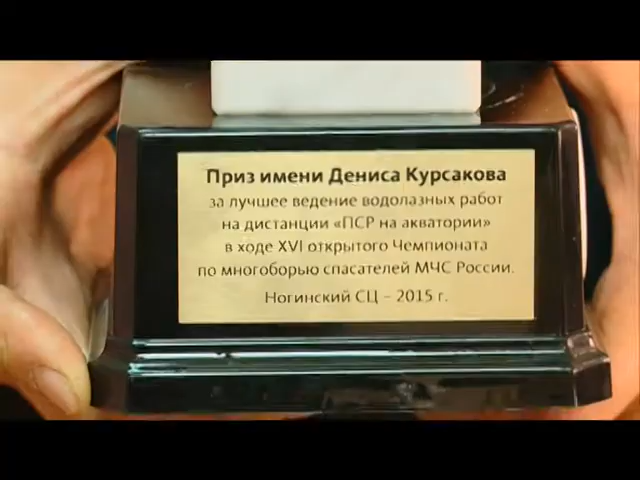 Приз имени Дениса Курсакова
за лучшее ведение водолазных работ
на дистанции «ПСР на акватории»
в ходе XVI открытого Чемпионата
по многоборью спасателей МЧС России.
Ногинский СЦ – 2015 г.